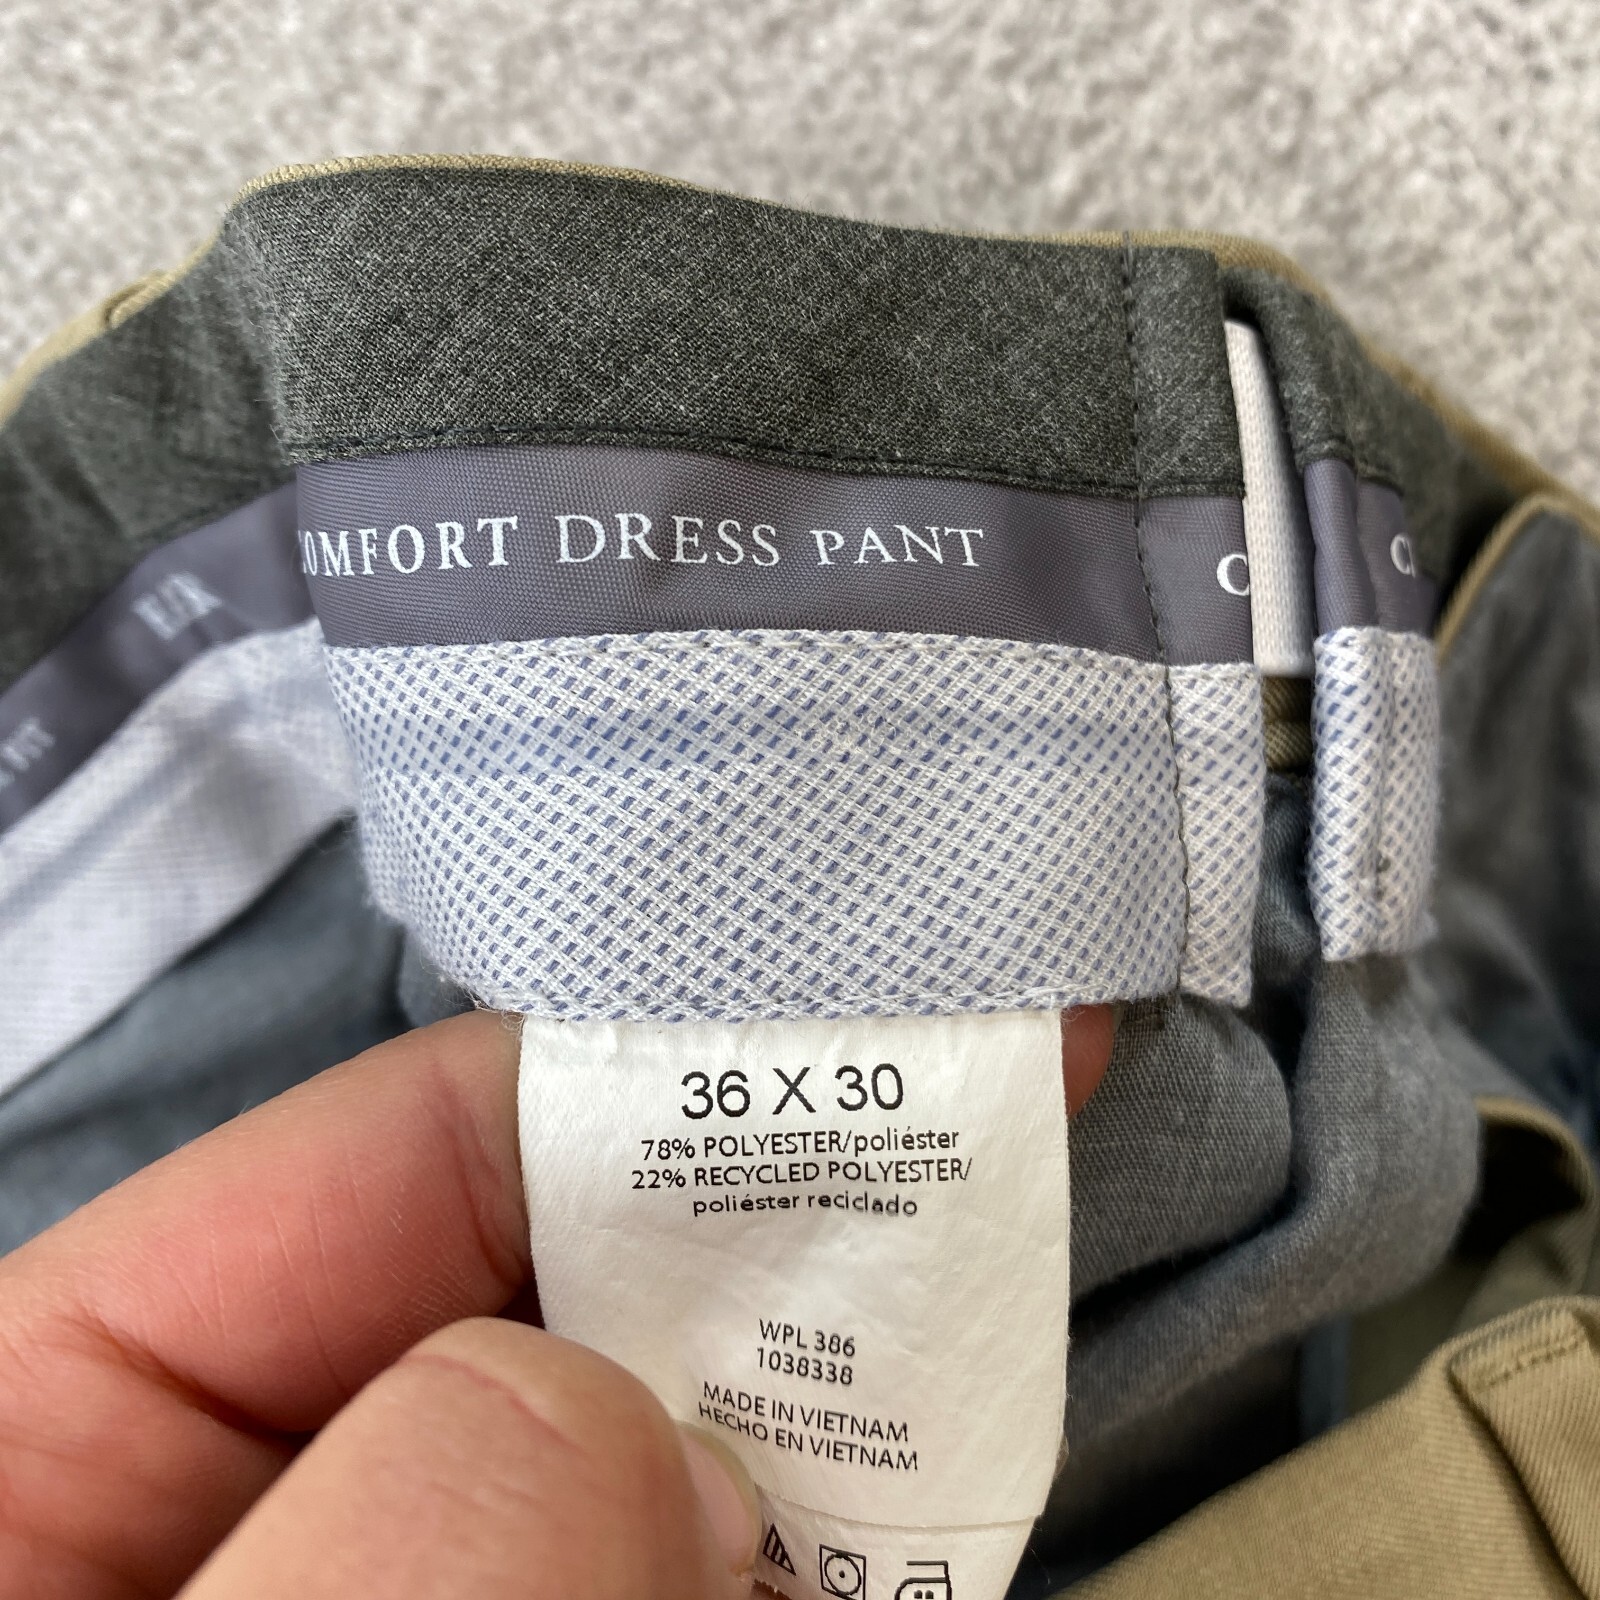 COMFORT DRESS PANT
36 X 30
78% POLYESTER/poliéster
22% RECYCLED POLYESTER/
poliéster reciclado
WPL 386
1038338
MADE IN VIETNAM
HECHO EN VIETNAM